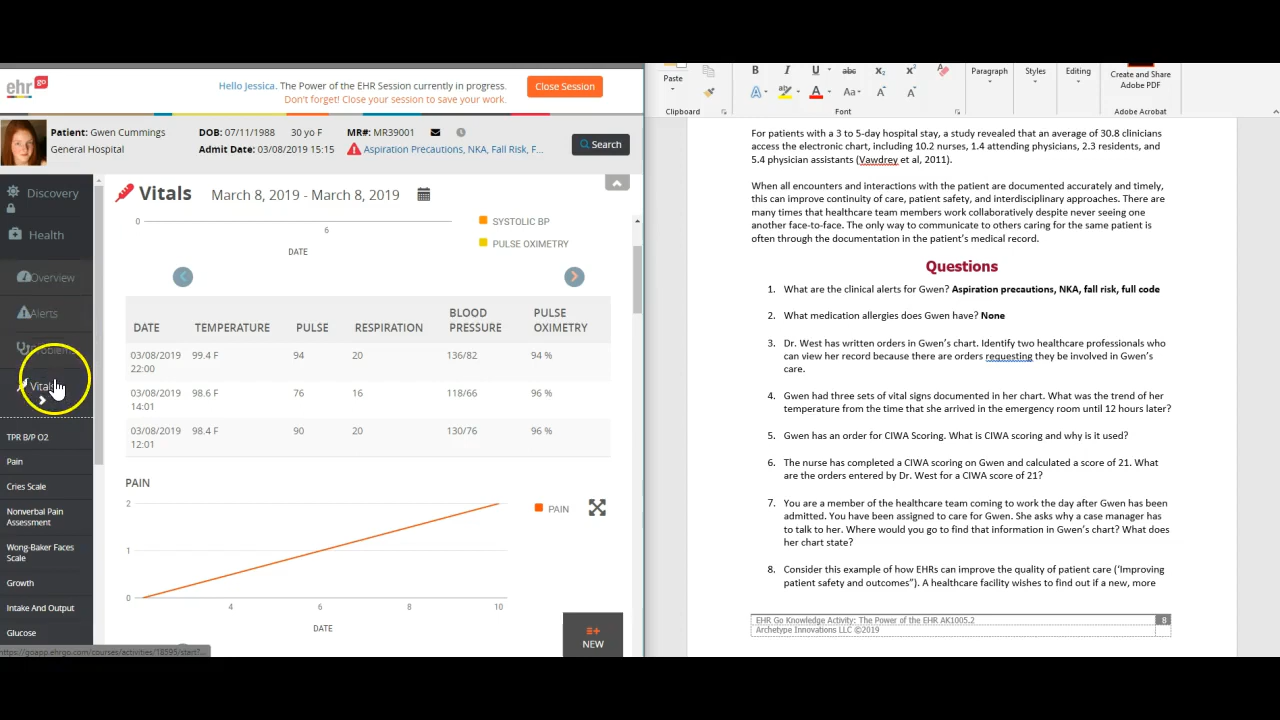 ehr go
Hello Jessica. The Power of the EHR Session currently in progress.
Don't forget! Close your session to save your work.
Close Session
Patient: Gwen Cummings
General Hospital
DOB: 07/11/1988 30 yo F
Admit Date: 03/08/2019 15:15
MR#: MR39001
Aspiration Precautions, NKA, Fall Risk, F...
Search
Discovery
Health
Overview
Alerts
Problems
Vitals
TPR B/P O2
Pain
Cries Scale
Nonverbal Pain
Assessment
Wong-Baker Faces
Scale
Growth
Intake And Output
Glucose
https://goapp.ehrgo.com/courses/activities/18595/start?...
Vitals March 8, 2019 - March 8, 2019
0
6
DATE
SYSTOLIC BP
PULSE OXIMETRY
DATE TEMPERATURE PULSE RESPIRATION BLOOD PRESSURE PULSE OXIMETRY
03/08/2019 22:00 99.4 F 94 20 136/82 94 %
03/08/2019 14:01 98.6 F 76 16 118/66 96 %
03/08/2019 12:01 98.4 F 90 20 130/76 96 %
PAIN
2
1
0
4 6 8 10
DATE
PAIN
NEW
Paste
Clipboard
B I U abc x2 x2
A aby A Aa A A
Font
Paragraph
Styles
Editing
Create and Share
Adobe PDF
Adobe Acrobat
For patients with a 3 to 5-day hospital stay, a study revealed that an average of 30.8 clinicians
access the electronic chart, including 10.2 nurses, 1.4 attending physicians, 2.3 residents, and
5.4 physician assistants (Vawdrey et al, 2011).
When all encounters and interactions with the patient are documented accurately and timely,
this can improve continuity of care, patient safety, and interdisciplinary approaches. There are
many times that healthcare team members work collaboratively despite never seeing one
another face-to-face. The only way to communicate to others caring for the same patient is
often through the documentation in the patient's medical record.
Questions
1. What are the clinical alerts for Gwen? Aspiration precautions, NKA, fall risk, full code
2. What medication allergies does Gwen have? None
3. Dr. West has written orders in Gwen's chart. Identify two healthcare professionals who
can view her record because there are orders requesting they be involved in Gwen's
care.
4. Gwen had three sets of vital signs documented in her chart. What was the trend of her
temperature from the time that she arrived in the emergency room until 12 hours later?
5. Gwen has an order for CIWA Scoring. What is CIWA scoring and why is it used?
6. The nurse has completed a CIWA scoring on Gwen and calculated a score of 21. What
are the orders entered by Dr. West for a CIWA score of 21?
7. You are a member of the healthcare team coming to work the day after Gwen has been
admitted. You have been assigned to care for Gwen. She asks why a case manager has
to talk to her. Where would you go to find that information in Gwen's chart? What does
her chart state?
8. Consider this example of how EHRs can improve the quality of patient care ('Improving
patient safety and outcomes"). A healthcare facility wishes to find out if a new, more
EHR Go Knowledge Activity: The Power of the EHR AK1005.2 8
Archetype Innovations LLC ©2019